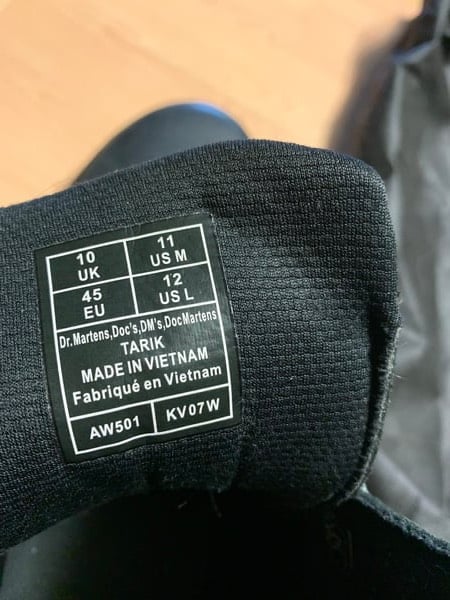 10 UK
11 US M
45 EU
12 US L
Dr.Martens,Doc's,DM's,DocMartens
TARIK
MADE IN VIETNAM
Fabriqué en Vietnam
AW501 KV07W